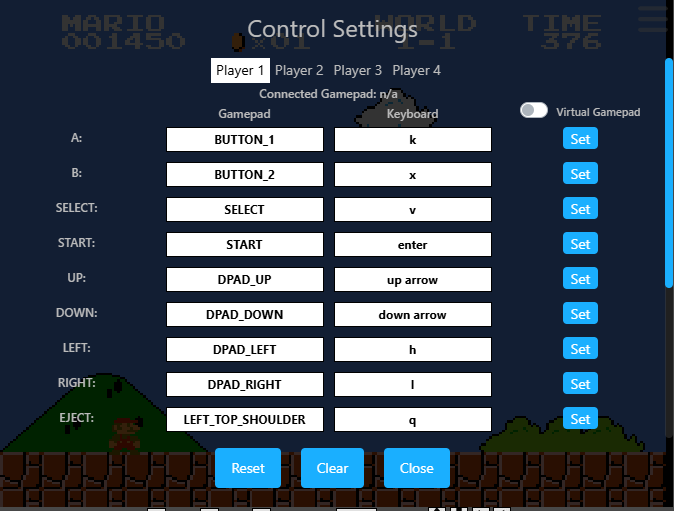 MARIO WORLD TIME
001450 x01 1-1 376
Control Settings
Player 1 Player 2 Player 3 Player 4
Connected Gamepad: n/a
Gamepad Keyboard Virtual Gamepad
A: BUTTON_1 k Set
B: BUTTON_2 x Set
SELECT: SELECT v Set
START: START enter Set
UP: DPAD_UP up arrow Set
DOWN: DPAD_DOWN down arrow Set
LEFT: DPAD_LEFT h Set
RIGHT: DPAD_RIGHT l Set
EJECT: LEFT_TOP_SHOULDER q Set
Reset Clear Close